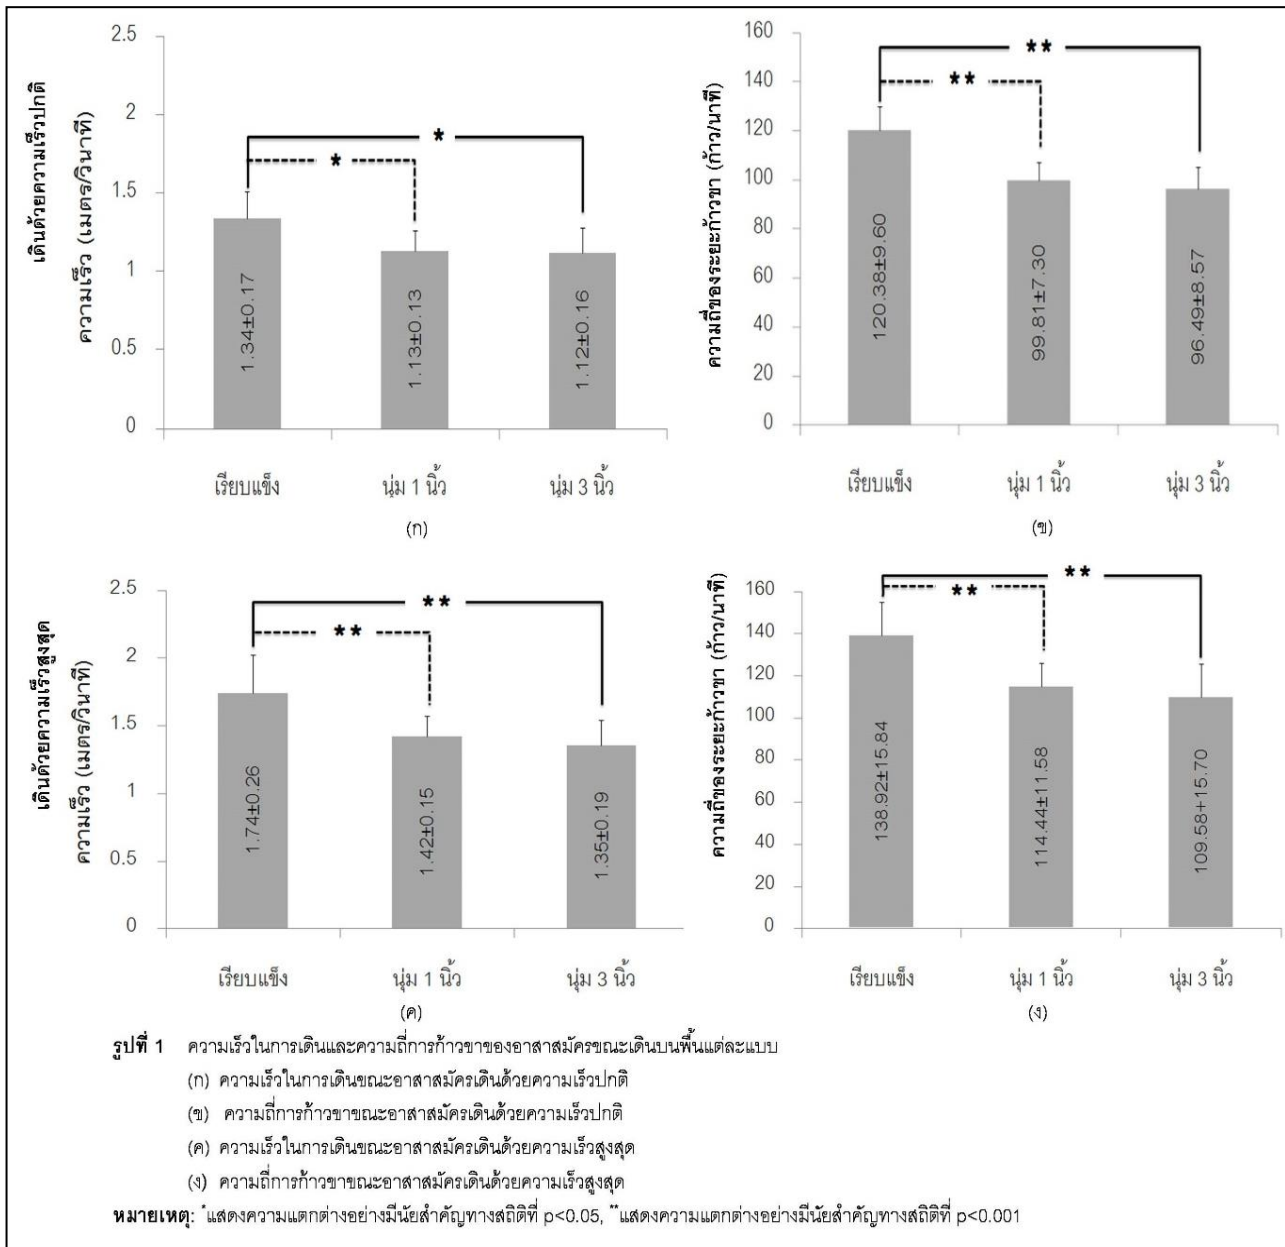 เดินด้วยความเร็วปกติ
ความเร็ว (เมตร/วินาที)
2.5
2
1.5
1
0.5
0
*
*
1.34±0.17
1.13±0.13
1.12±0.16
เรียบแข็ง
นุ่ม 1 นิ้ว
นุ่ม 3 นิ้ว
(ก)
ความถี่ของระยะก้าวขา (ก้าว/นาที)
160
140
120
100
80
60
40
20
0
**
**
120.38±9.60
99.81±7.30
96.49±8.57
เรียบแข็ง
นุ่ม 1 นิ้ว
นุ่ม 3 นิ้ว
(ข)
เดินด้วยความเร็วสูงสุด
ความเร็ว (เมตร/วินาที)
2.5
2
1.5
1
0.5
0
**
**
1.74±0.26
1.42±0.15
1.35±0.19
เรียบแข็ง
นุ่ม 1 นิ้ว
นุ่ม 3 นิ้ว
(ค)
ความถี่ของระยะก้าวขา (ก้าว/นาที)
160
140
120
100
80
60
40
20
0
**
**
138.92±15.84
114.44±11.58
109.58+15.70
เรียบแข็ง
นุ่ม 1 นิ้ว
นุ่ม 3 นิ้ว
(ง)
รูปที่ 1 ความเร็วในการเดินและความถี่การก้าวขาของอาสาสมัครขณะเดินบนพื้นแต่ละแบบ
(ก) ความเร็วในการเดินขณะอาสาสมัครเดินด้วยความเร็วปกติ
(ข) ความถี่การก้าวขาขณะอาสาสมัครเดินด้วยความเร็วปกติ
(ค) ความเร็วในการเดินขณะอาสาสมัครเดินด้วยความเร็วสูงสุด
(ง) ความถี่การก้าวขาขณะอาสาสมัครเดินด้วยความเร็วสูงสุด
หมายเหตุ: *แสดงความแตกต่างอย่างมีนัยสำคัญทางสถิติที่ p<0.05, **แสดงความแตกต่างอย่างมีนัยสำคัญทางสถิติที่ p<0.001